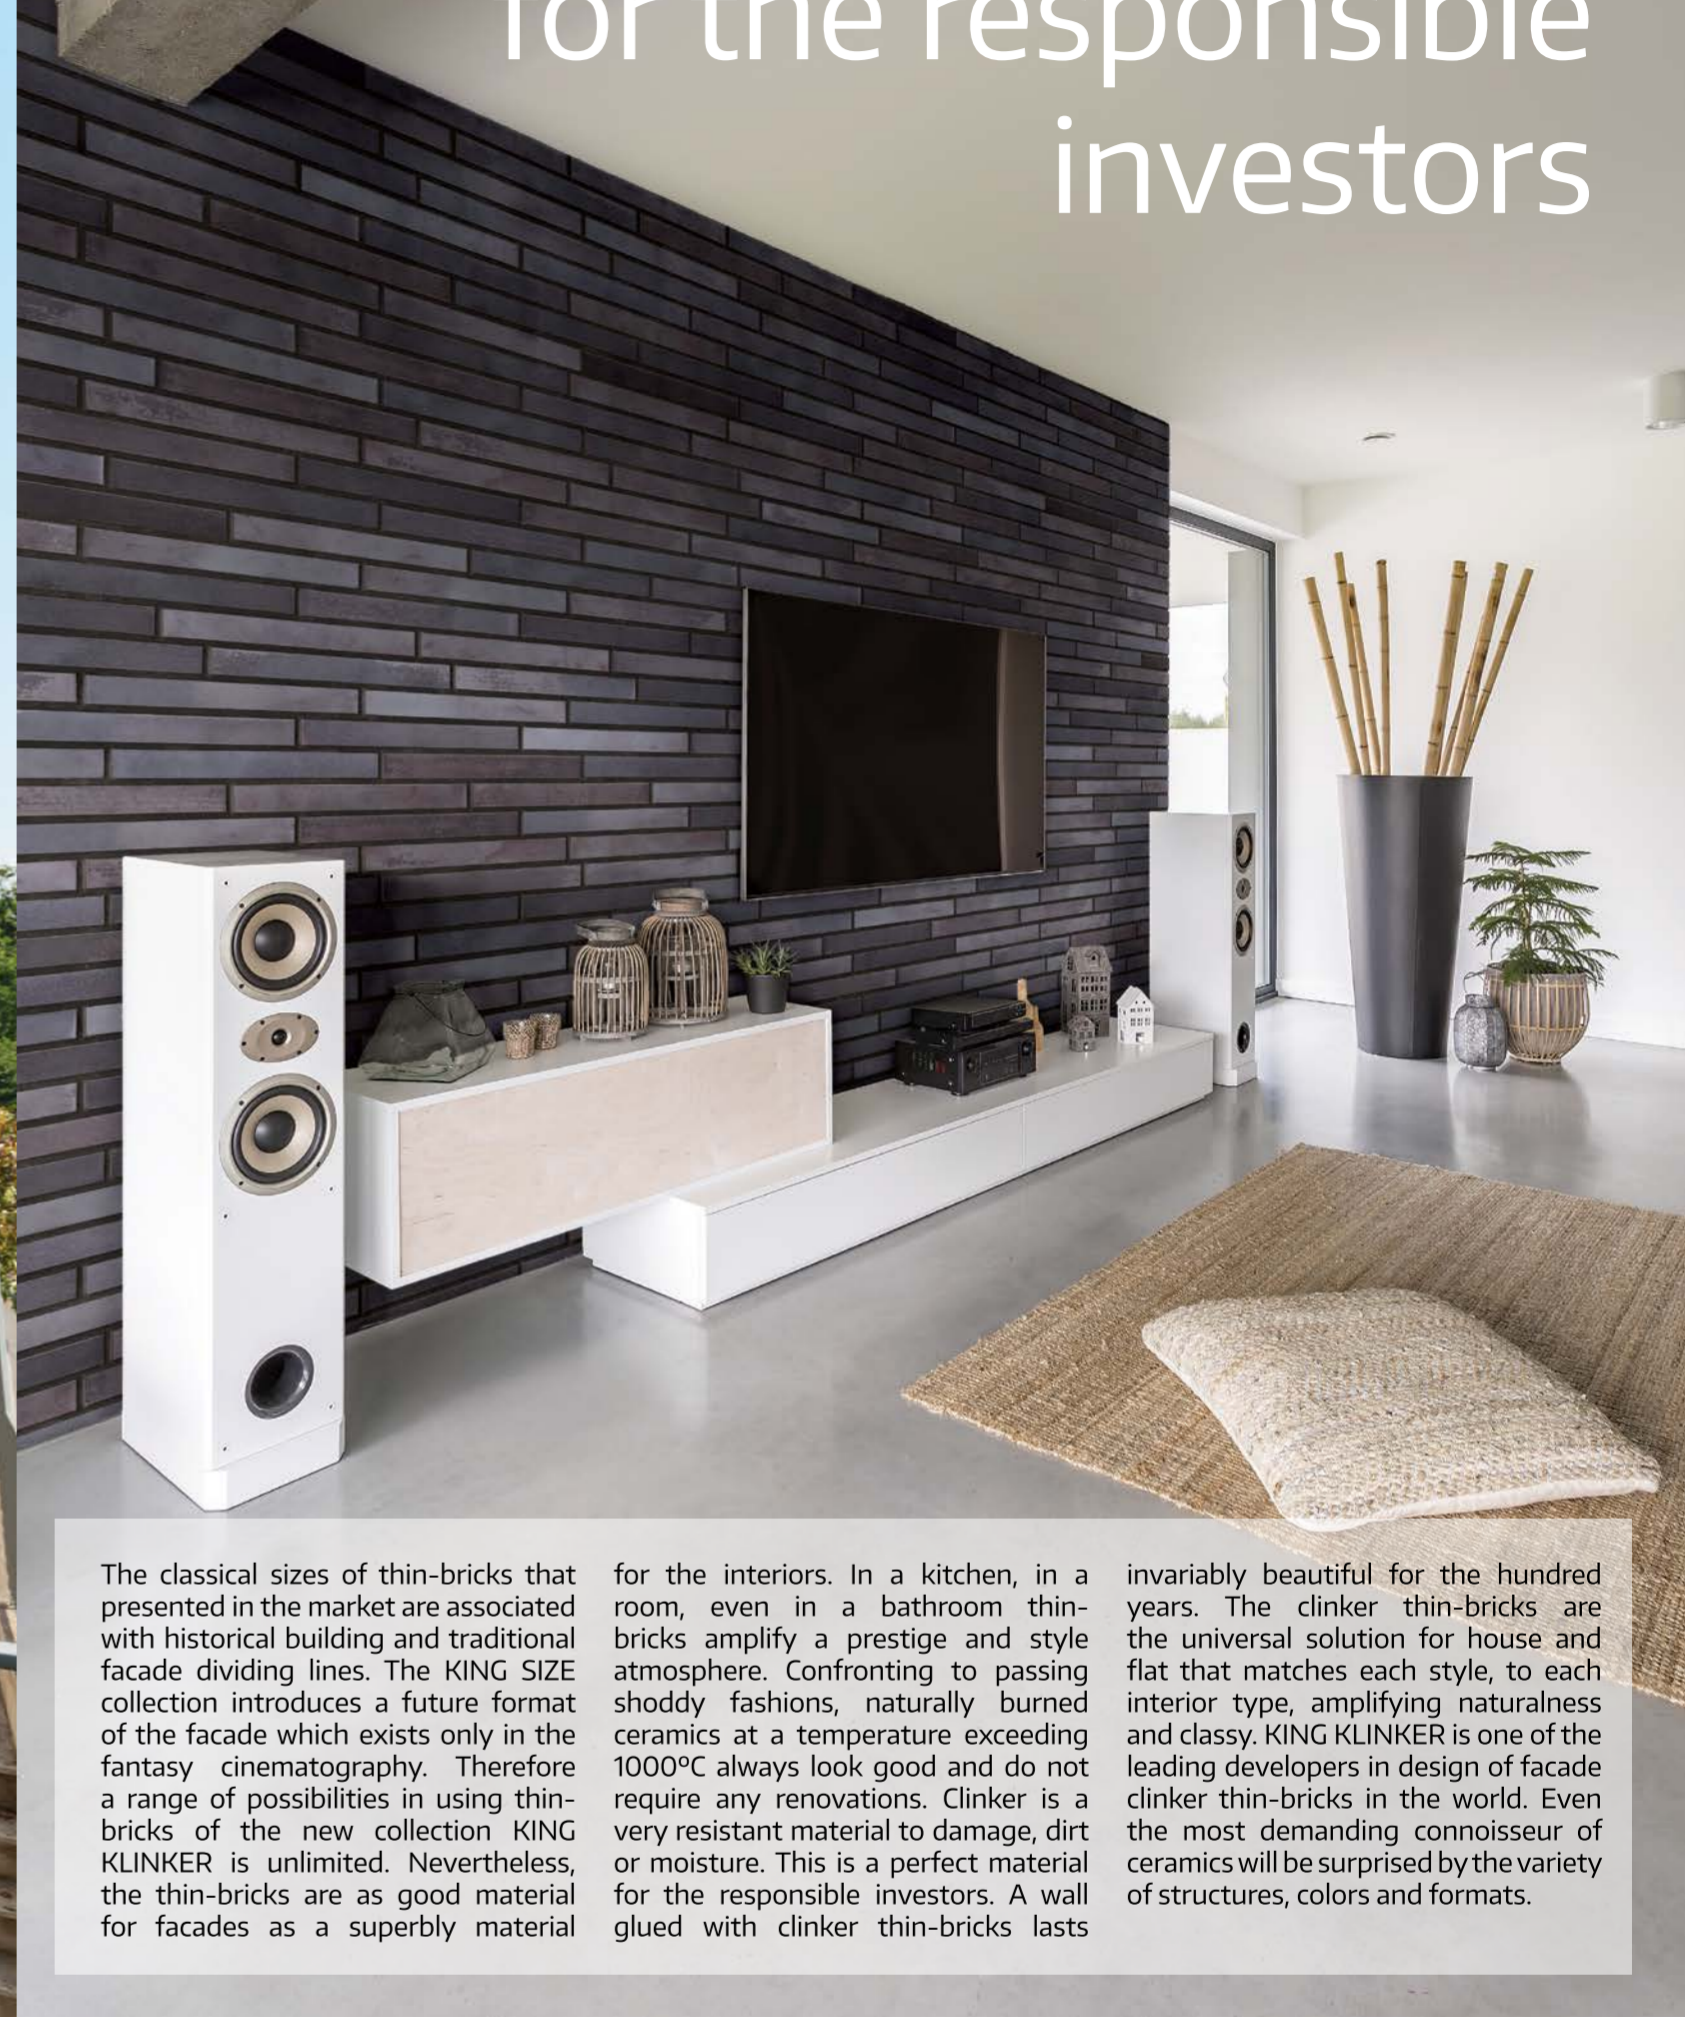 for the responsible
investors
The classical sizes of thin-bricks that
presented in the market are associated
with historical building and traditional
facade dividing lines. The KING SIZE
collection introduces a future format
of the facade which exists only in the
fantasy cinematography. Therefore
a range of possibilities in using thin-
bricks of the new collection KING
KLINKER is unlimited. Nevertheless,
the thin-bricks are as good material
for facades as a superbly material
for the interiors. In a kitchen, in a
room, even in a bathroom thin-
bricks amplify a prestige and style
atmosphere. Confronting to passing
shoddy fashions, naturally burned
ceramics at a temperature exceeding
1000ºC always look good and do not
require any renovations. Clinker is a
very resistant material to damage, dirt
or moisture. This is a perfect material
for the responsible investors. A wall
glued with clinker thin-bricks lasts
invariably beautiful for the hundred
years. The clinker thin-bricks are
the universal solution for house and
flat that matches each style, to each
interior type, amplifying naturalness
and classy. KING KLINKER is one of the
leading developers in design of facade
clinker thin-bricks in the world. Even
the most demanding connoisseur of
ceramics will be surprised by the variety
of structures, colors and formats.